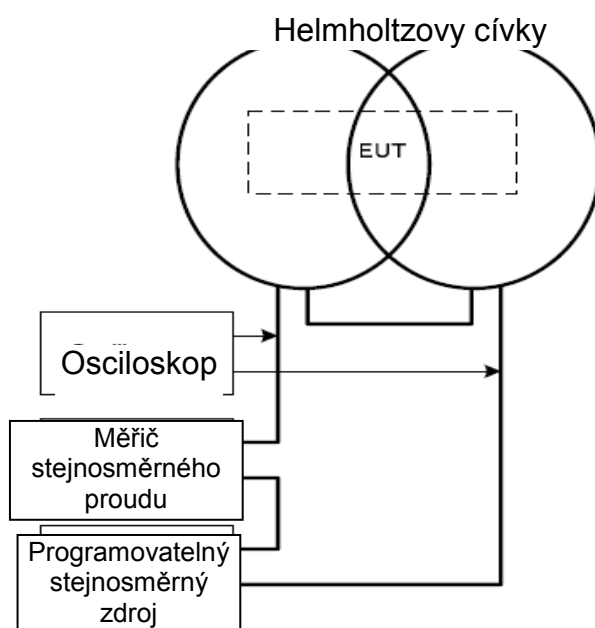 Helmholtzovy cívky
EUT
Osciloskop
Měřič
stejnosměrného
proudu
Programovatelný
stejnosměrný
zdroj